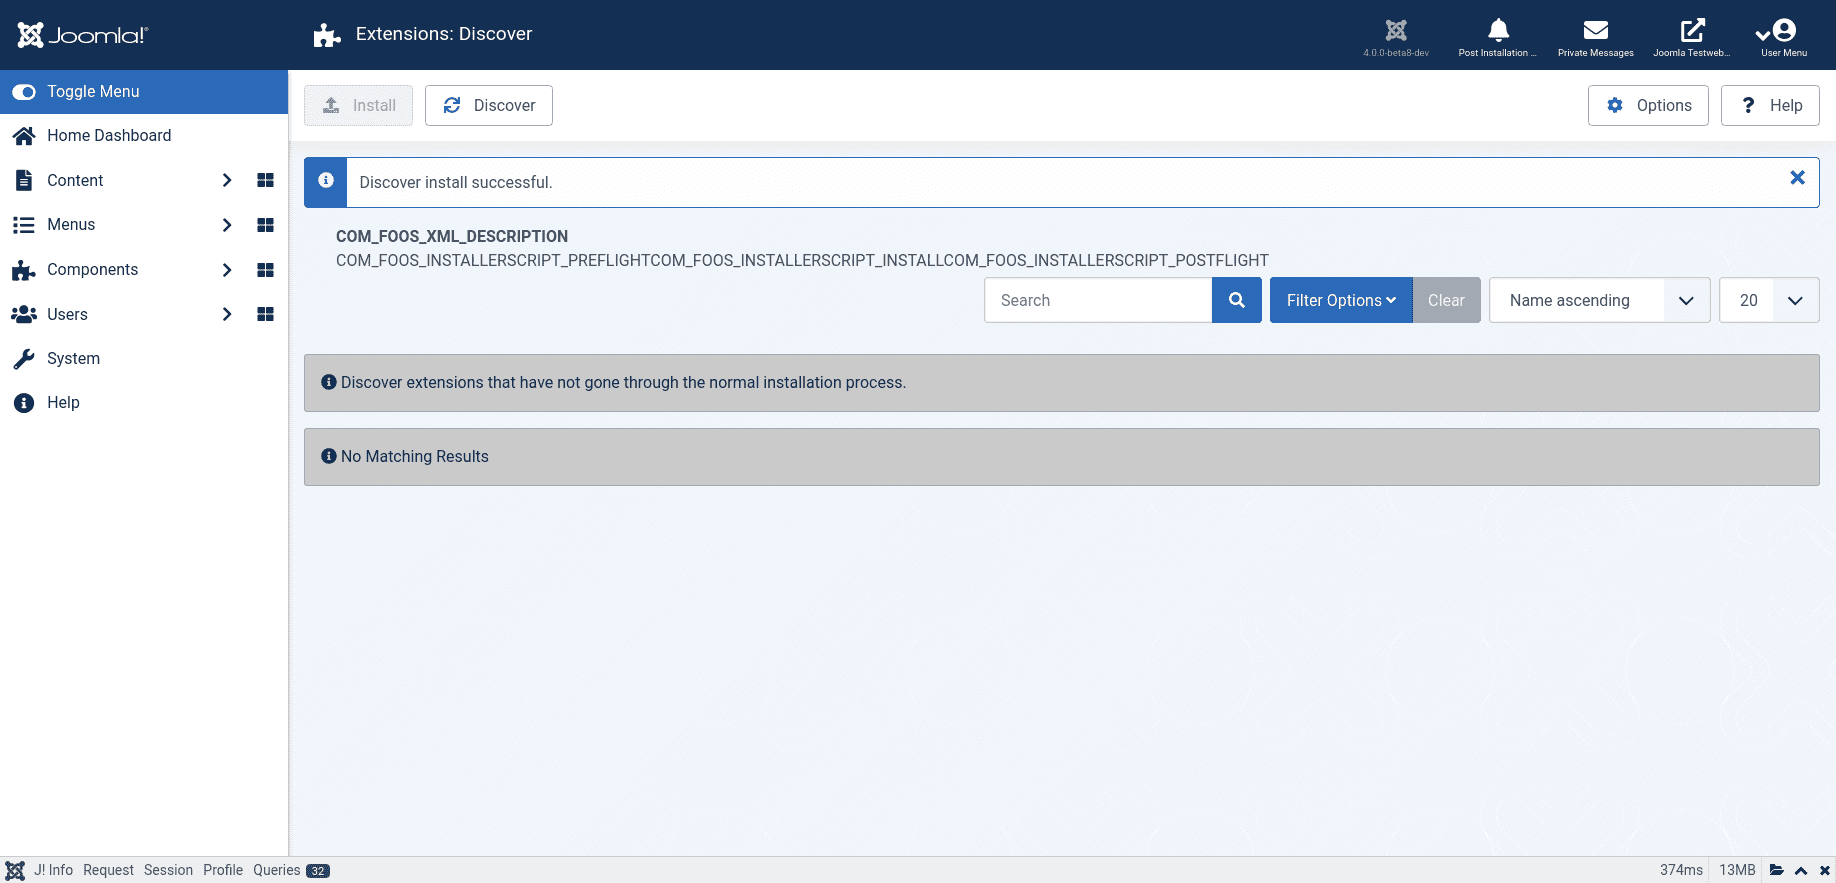 Joomla!
Extensions: Discover
4.0.0-beta8-dev
Post Installation ...
Private Messages
Joomla Testweb...
User Menu
Toggle Menu
Install
Discover
Options
? Help
Home Dashboard
Content
Menus
Components
Users
System
Help
Discover install successful.
COM_FOOS_XML_DESCRIPTION
COM_FOOS_INSTALLERSCRIPT_PREFLIGHTCOM_FOOS_INSTALLERSCRIPT_INSTALLCOM_FOOS_INSTALLERSCRIPT_POSTFLIGHT
Search
Filter Options
Clear
Name ascending
20
Discover extensions that have not gone through the normal installation process.
No Matching Results
J! Info Request Session Profile Queries 32
374ms 13MB